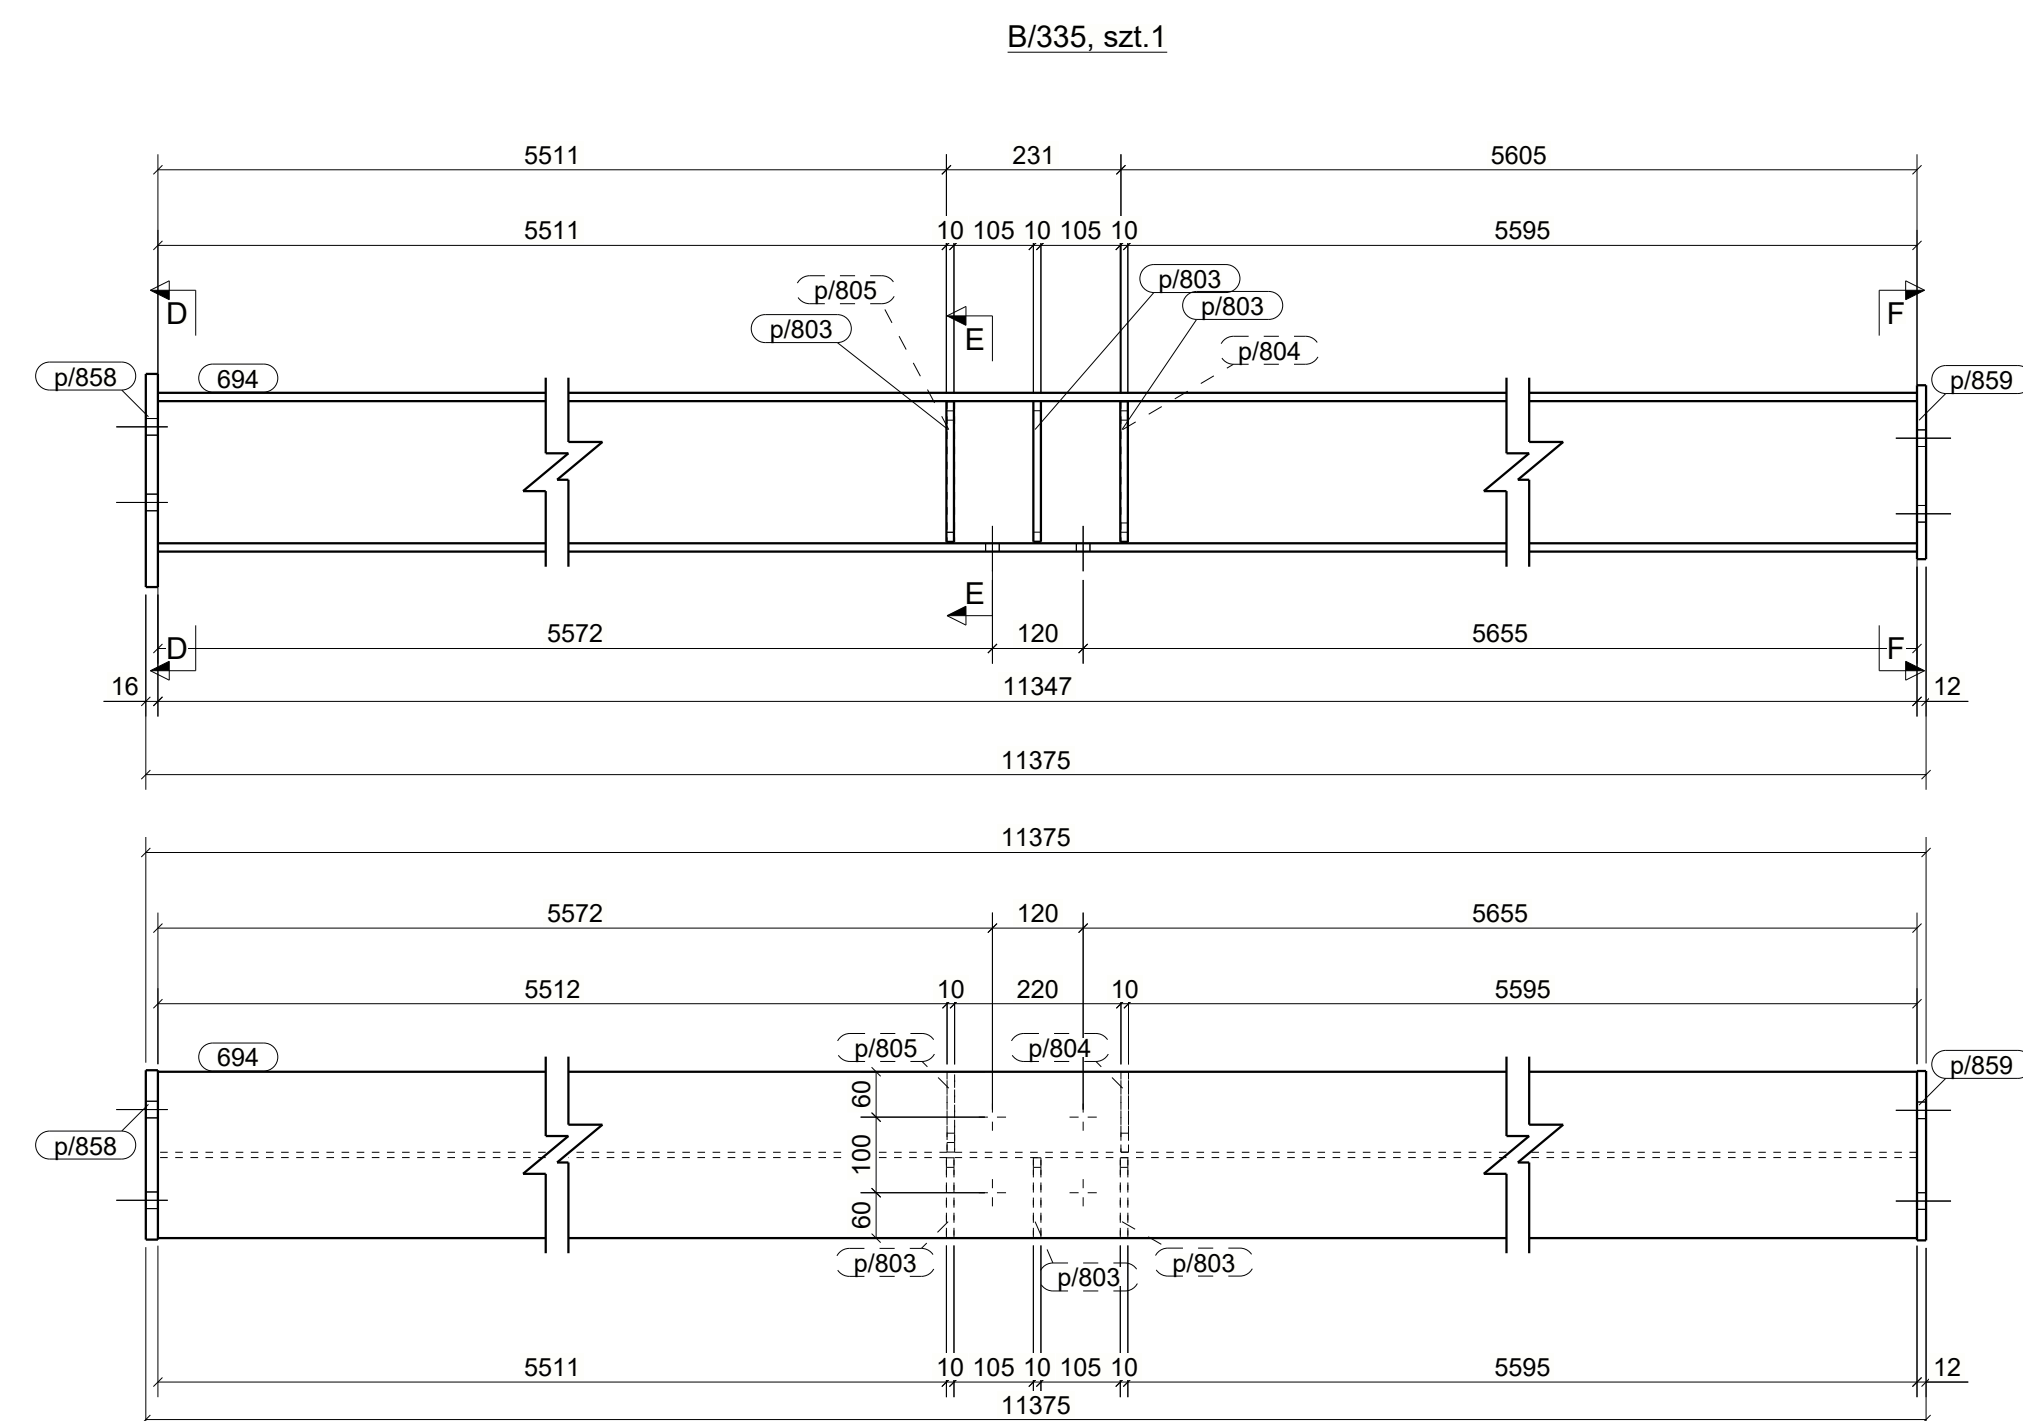 B/335, szt.1
5511 231 5605
5511 10 105 10 105 10 5595
p/805 p/803
D p/803 F
p/803 E
p/804
p/858 694 p/859
E
5572 120 5655
D F
16 11347 12
11375
11375
5572 120 5655
5512 10 220 10 5595
p/805 p/804
694 p/859
60
p/858 100
60
p/803 p/803 p/803
5511 10 105 10 105 10 5595 12
11375